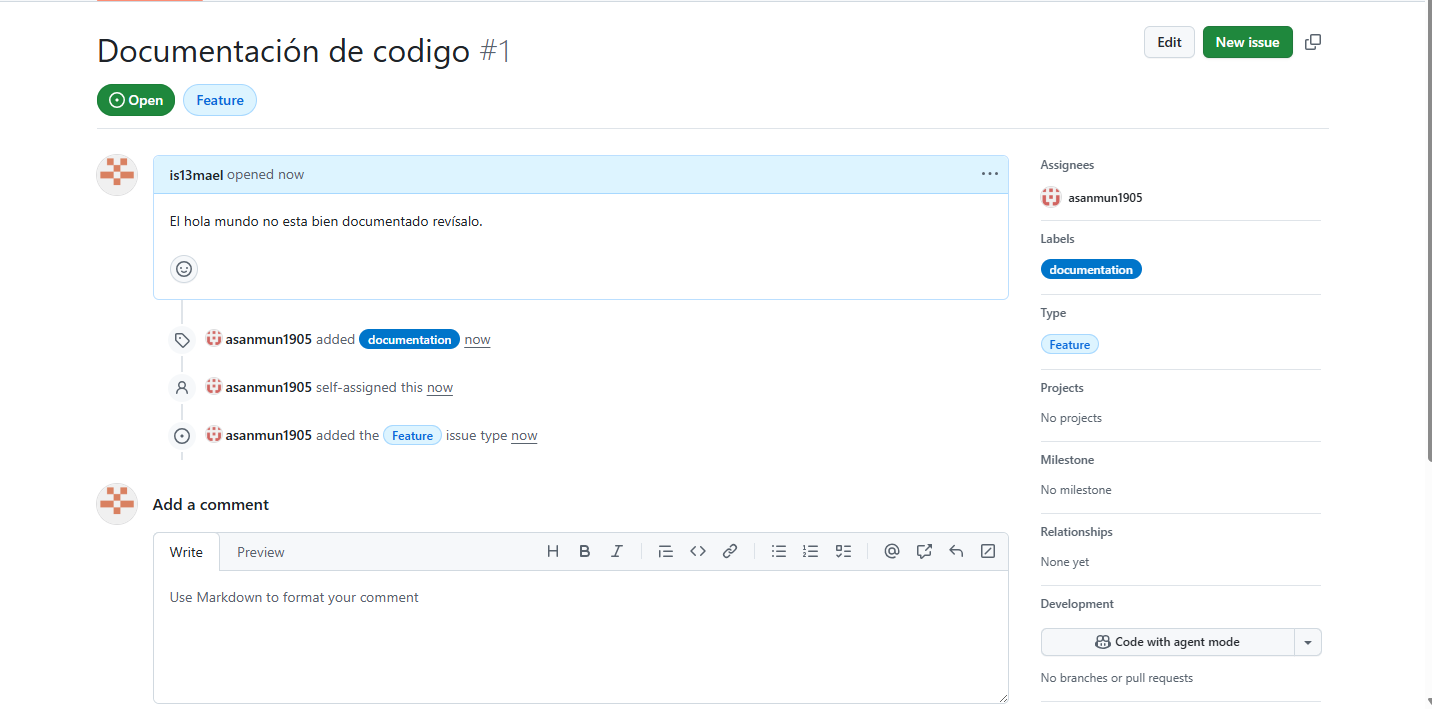 Documentación de codigo #1
Edit
New issue
Open
Feature
is13mael opened now
El hola mundo no esta bien documentado revísalo.
asanmun1905 added documentation now
asanmun1905 self-assigned this now
asanmun1905 added the Feature issue type now
Add a comment
Write
Preview
Use Markdown to format your comment
Assignees
asanmun1905
Labels
documentation
Type
Feature
Projects
No projects
Milestone
No milestone
Relationships
None yet
Development
Code with agent mode
No branches or pull requests